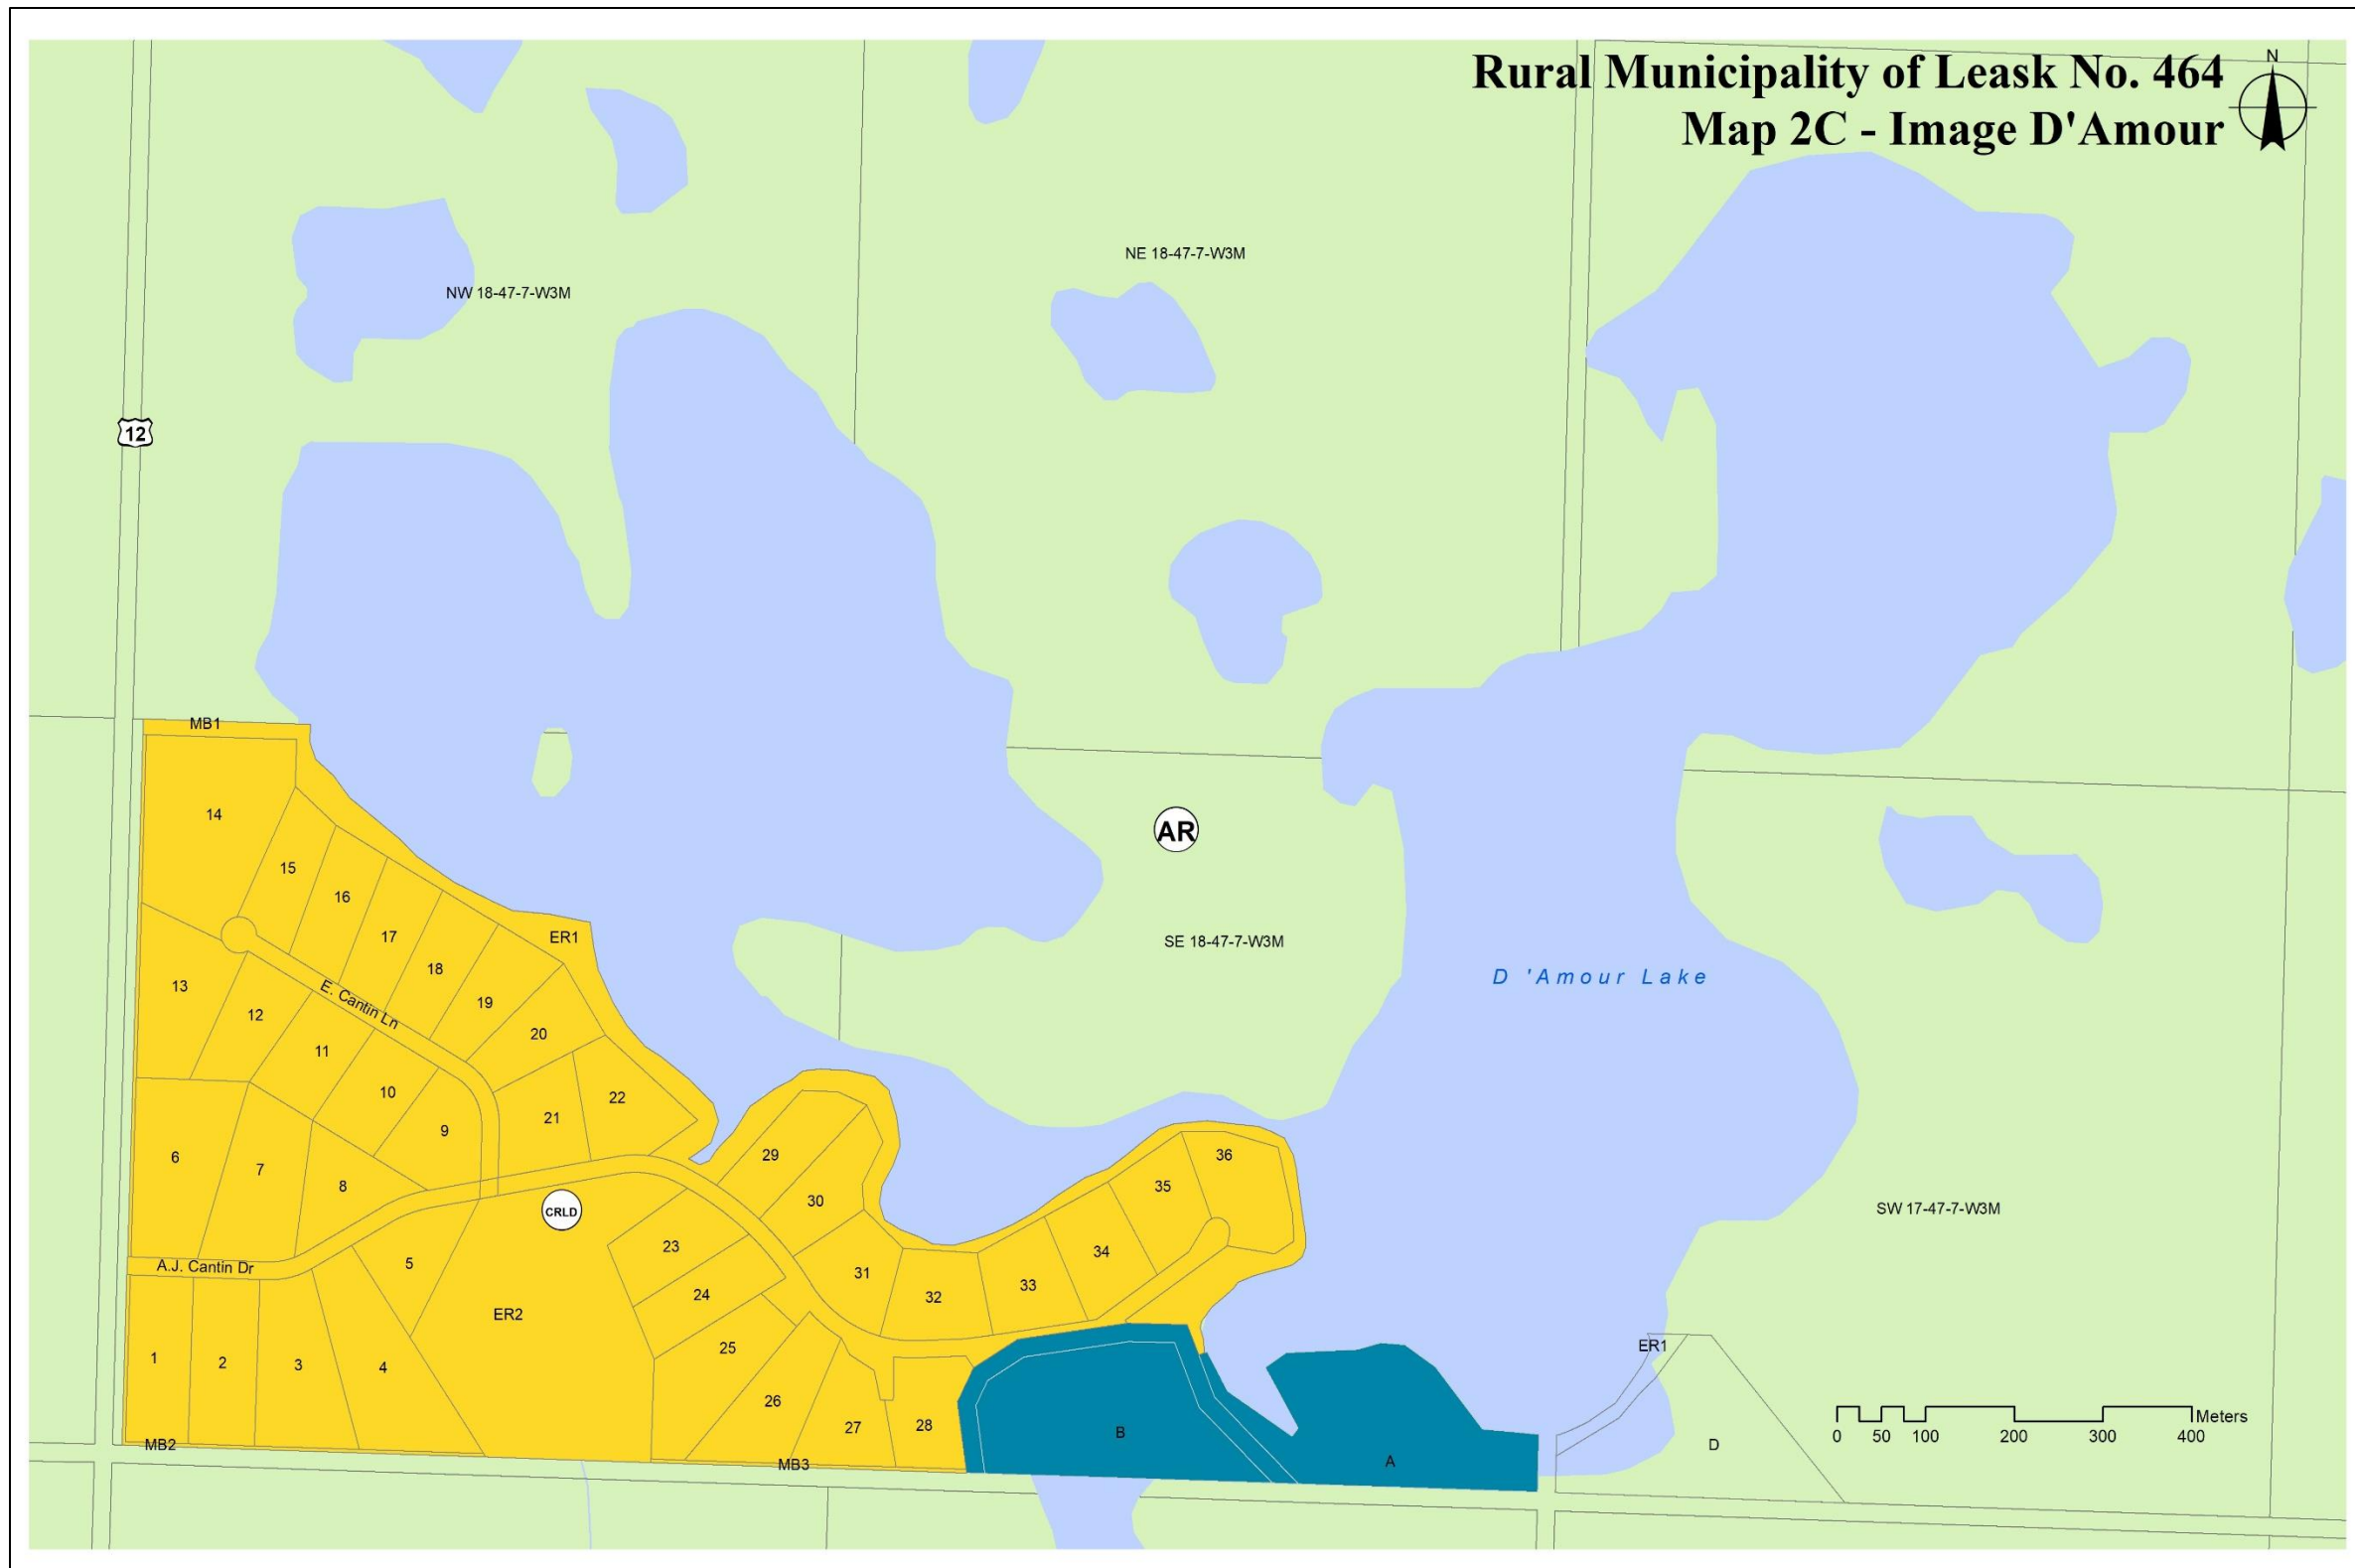 Rural Municipality of Leask No. 464
Map 2C - Image D'Amour
N
NE 18-47-7-W3M
NW 18-47-7-W3M
12
MB1
14
AR
15
16
17
ER1
SE 18-47-7-W3M
18
D 'Amour Lake
13
E. Cantin Ln
19
12
20
11
10
22
21
9
29
36
6
7
8
35
30
SW 17-47-7-W3M
CRLD
23
34
5
A.J. Cantin Dr
31
33
24
32
ER2
25
ER1
1
2
3
4
26
27
28
B
A
D
Meters
0 50 100 200 300 400
MB2
MB3